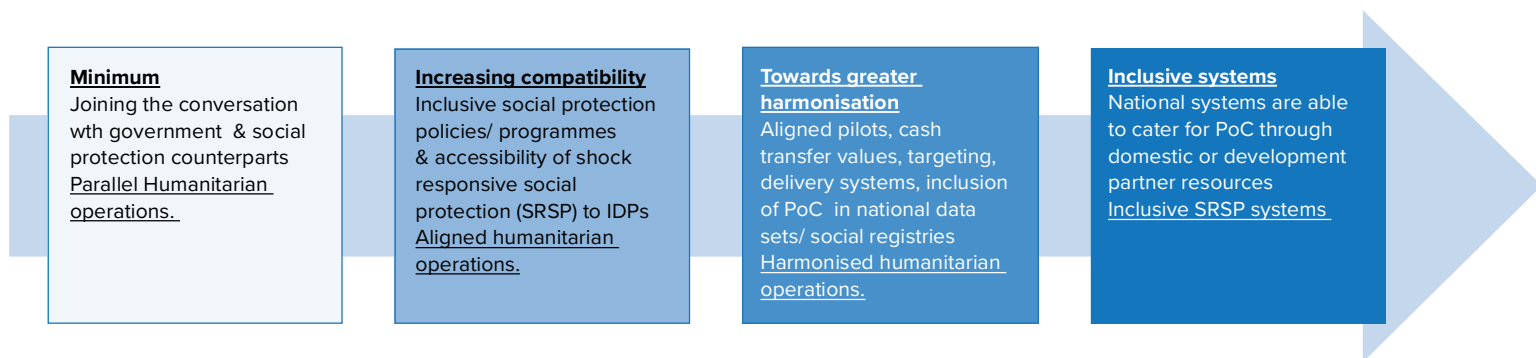 Minimum
Joining the conversation
wth government & social
protection counterparts
Parallel Humanitarian
operations.
Increasing compatibility
Inclusive social protection
policies/ programmes
& accessibility of shock
responsive social
protection (SRSP) to IDPs
Aligned humanitarian
operations.
Towards greater
harmonisation
Aligned pilots, cash
transfer values, targeting,
delivery systems, inclusion
of PoC in national data
sets/ social registries
Harmonised humanitarian
operations.
Inclusive systems
National systems are able
to cater for PoC through
domestic or development
partner resources
Inclusive SRSP systems